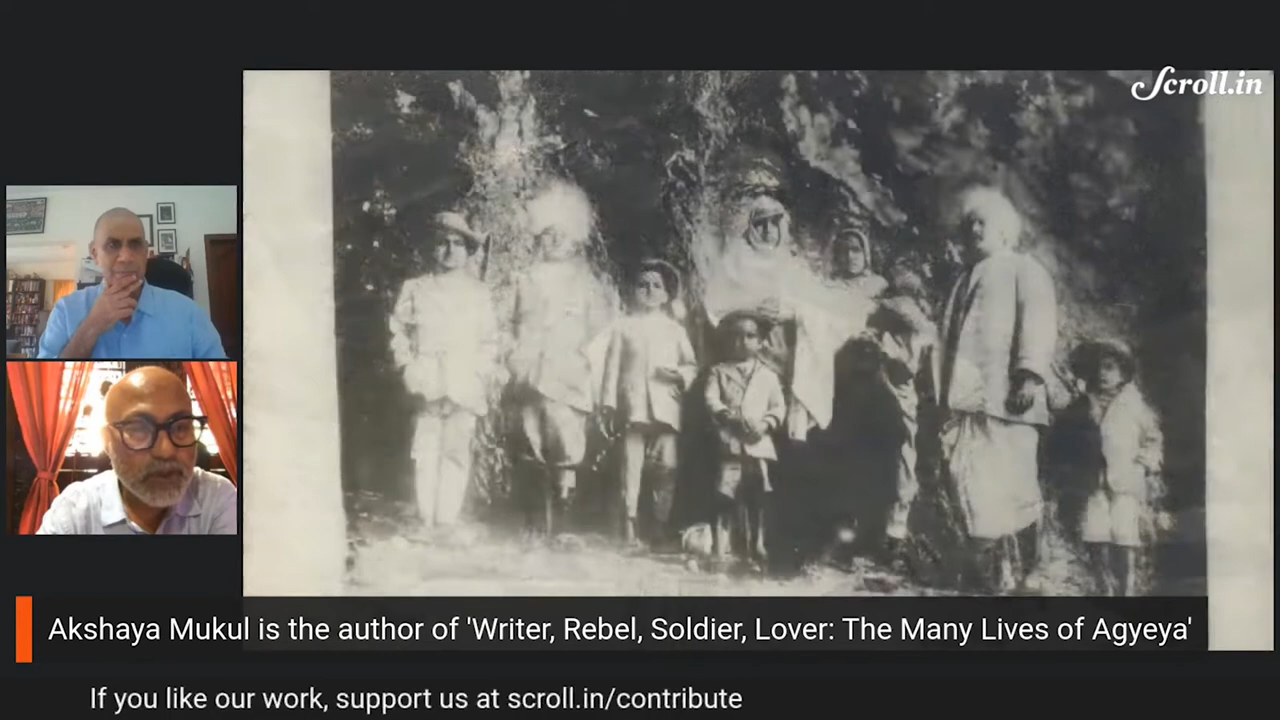 Scroll.in
Akshaya Mukul is the author of 'Writer, Rebel, Soldier, Lover: The Many Lives of Agyeya'
If you like our work, support us at scroll.in/contribute